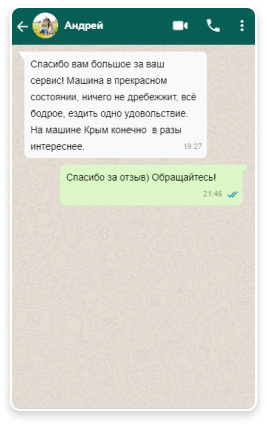 Андрей
Спасибо вам большое за ваш
сервис! Машина в прекрасном
состоянии, ничего не дребежжит, всё
бодрое, ездить одно удовольствие.
На машине Крым конечно в разы
интереснее.
19:27
Спасибо за отзыв) Обращайтесь!
21:46